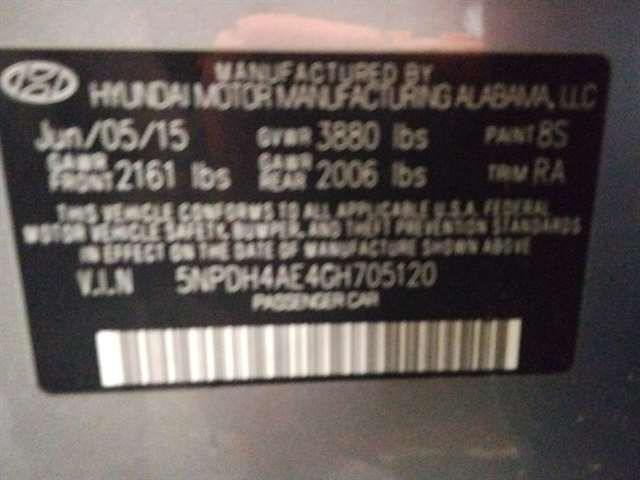 MANUFACTURED BY
HYUNDAI MOTOR MANUFACTURING ALABAMA, LLC
Jun/05/15 GVWR 3880 lbs PAINT 8S
GAWR FRONT 2161 lbs GAWR REAR 2006 lbs TRIM RA
THIS VEHICLE CONFORMS TO ALL APPLICABLE U.S.A. FEDERAL
MOTOR VEHICLE SAFETY, BUMPER, AND THEFT PREVENTION STANDARDS
IN EFFECT ON THE DATE OF MANUFACTURE SHOWN ABOVE
V.I.N 5NPDH4AE4GH705120
PASSENGER CAR